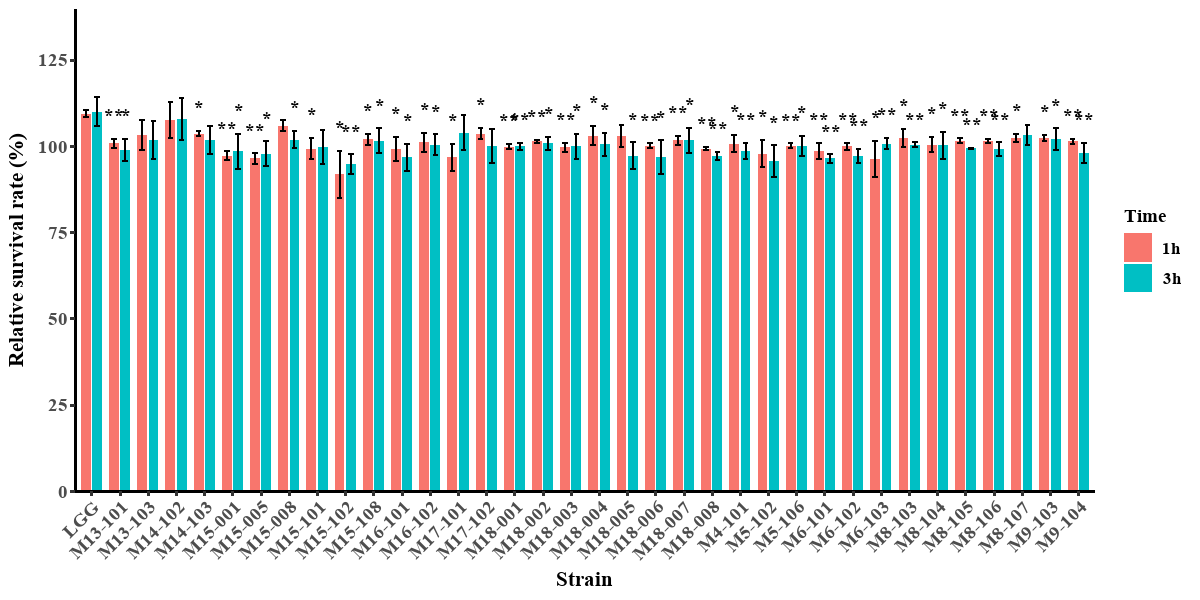 Relative survival rate (%)
125
100
75
50
25
0
* ** * * ** * ** * * * * ** * * * * * * * * ** ** ** * ** * * * * ** * ** * ** ** * ** * * ** * ** ** ** ** * ** * ** * * ** ** ** ** * * * ** **
LGG
M13-101
M13-103
M14-102
M14-103
M15-001
M15-005
M15-008
M15-101
M15-102
M15-108
M16-101
M16-102
M17-101
M17-102
M18-001
M18-002
M18-003
M18-004
M18-005
M18-006
M18-007
M18-008
M4-101
M5-102
M5-106
M6-101
M6-102
M6-103
M8-103
M8-104
M8-105
M8-106
M8-107
M9-103
M9-104
Strain
Time
1h
3h